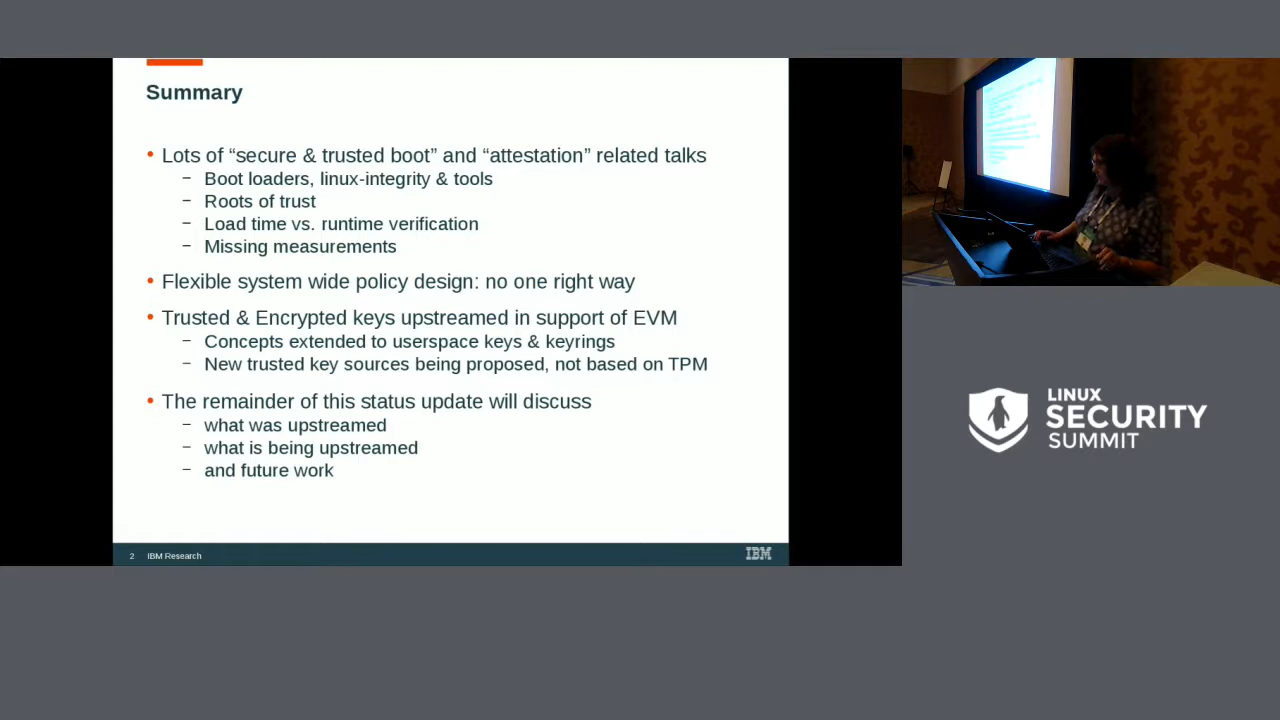 Summary
• Lots of “secure & trusted boot” and “attestation” related talks
– Boot loaders, linux-integrity & tools
– Roots of trust
– Load time vs. runtime verification
– Missing measurements
• Flexible system wide policy design: no one right way
• Trusted & Encrypted keys upstreamed in support of EVM
– Concepts extended to userspace keys & keyrings
– New trusted key sources being proposed, not based on TPM
• The remainder of this status update will discuss
– what was upstreamed
– what is being upstreamed
– and future work
2 IBM Research
IBM
LINUX
SECURITY
SUMMIT